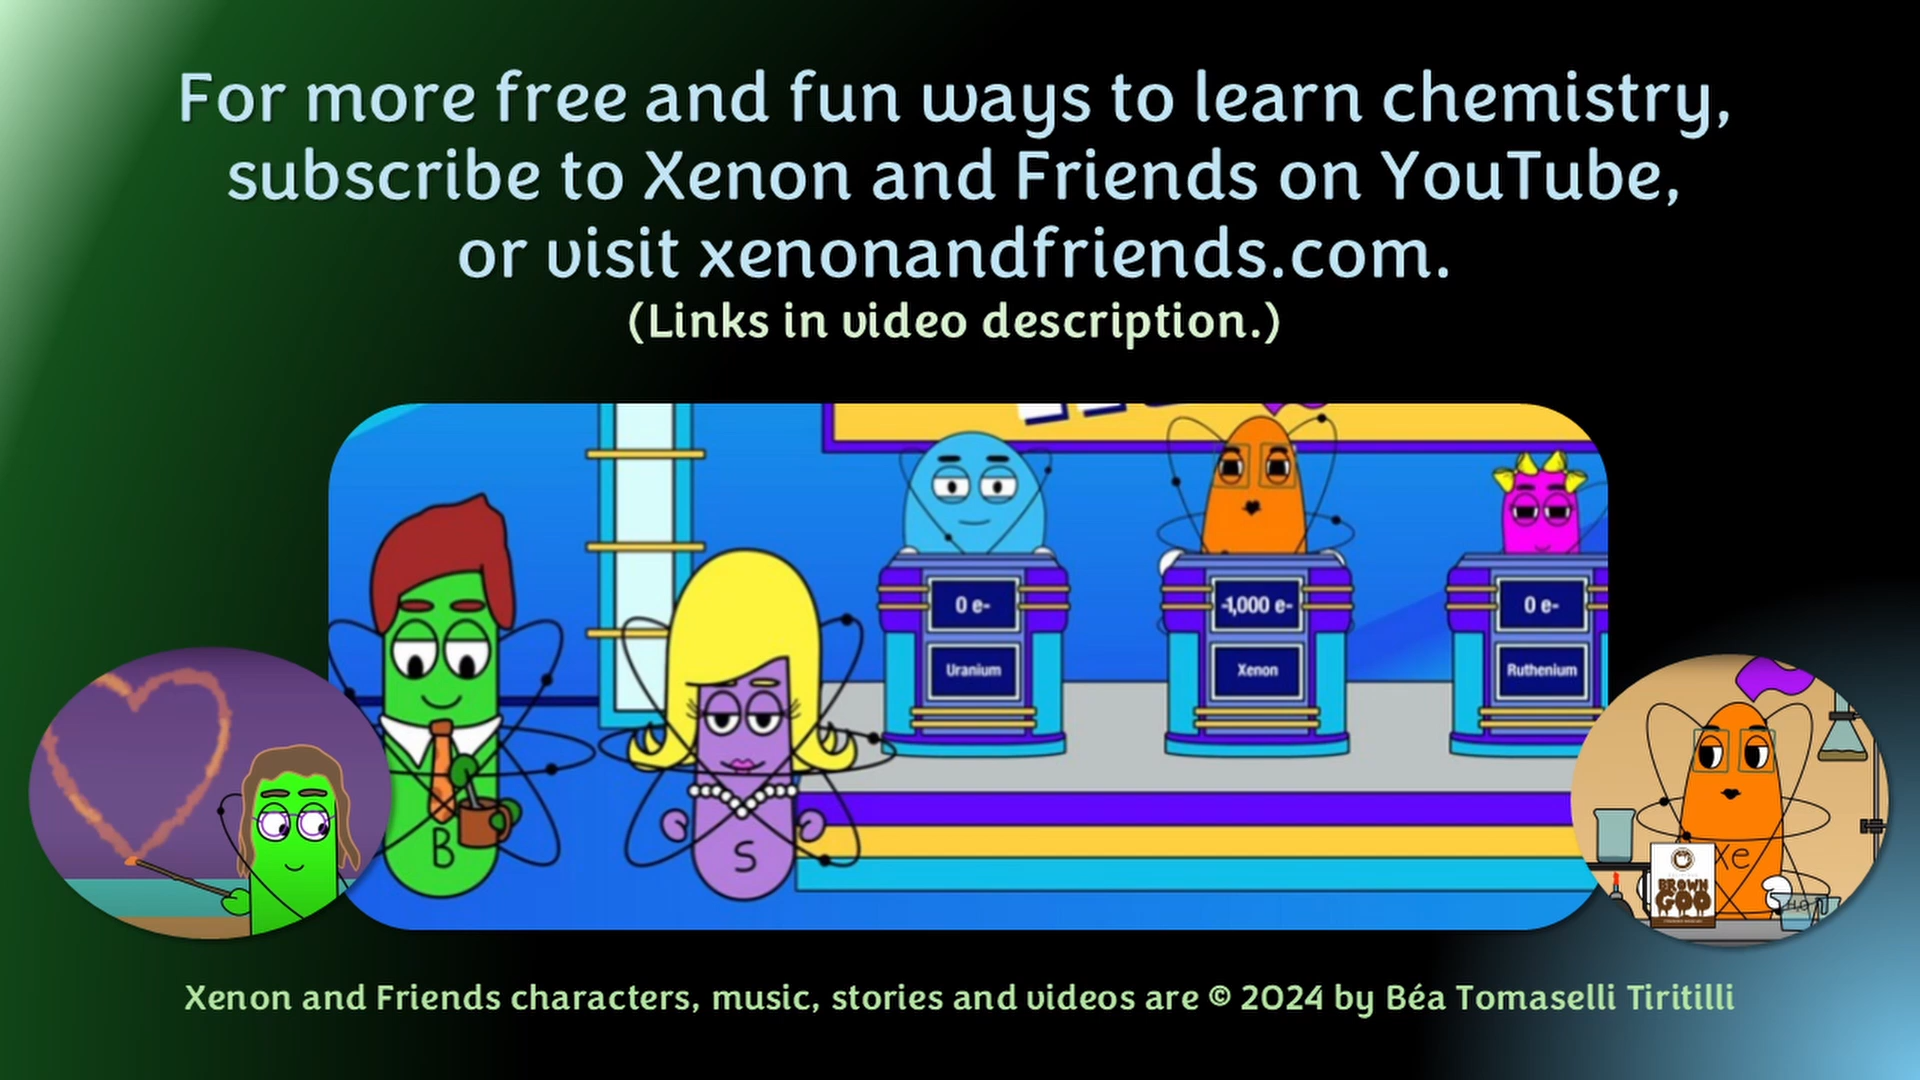 For more free and fun ways to learn chemistry,
subscribe to Xenon and Friends on YouTube,
or visit xenonandfriends.com.
(Links in video description.)
0 e-
-1,000 e-
0 e-
Uranium
Xenon
Ruthenium
B
S
Xe
BROWN
GOO
H₂O
Xenon and Friends characters, music, stories and videos are © 2024 by Béa Tomaselli Tiritilli